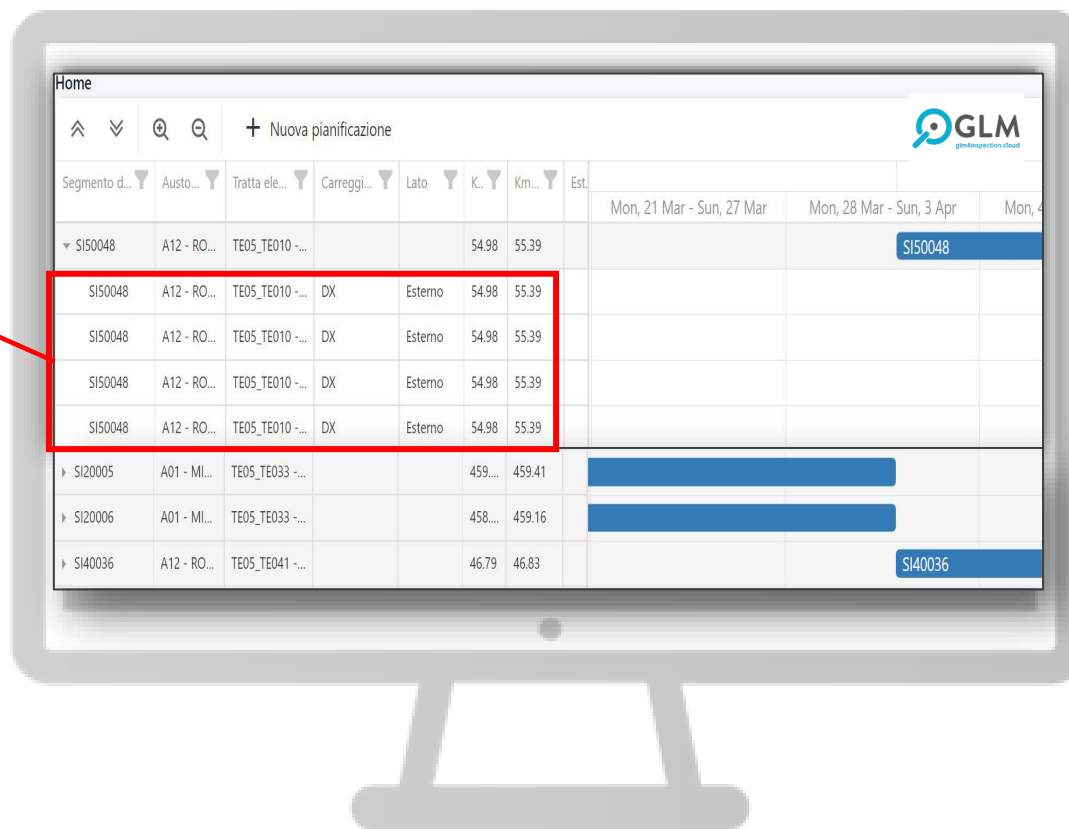 Home
+ Nuova pianificazione
GLM
glm4inspection.cloud
Segmento d... Austo... Tratta ele... Carreggi... Lato K.. Km... Est.
Mon, 21 Mar - Sun, 27 Mar Mon, 28 Mar - Sun, 3 Apr Mon, 4
SI50048 A12 - RO... TE05_TE010 -... 54.98 55.39 SI50048
SI50048 A12 - RO... TE05_TE010 -... DX Esterno 54.98 55.39
SI50048 A12 - RO... TE05_TE010 -... DX Esterno 54.98 55.39
SI50048 A12 - RO... TE05_TE010 -... DX Esterno 54.98 55.39
SI50048 A12 - RO... TE05_TE010 -... DX Esterno 54.98 55.39
SI20005 A01 - MI... TE05_TE033 -... 459.... 459.41
SI20006 A01 - MI... TE05_TE033 -... 458.... 459.16
SI40036 A12 - RO... TE05_TE041 -... 46.79 46.83 SI40036